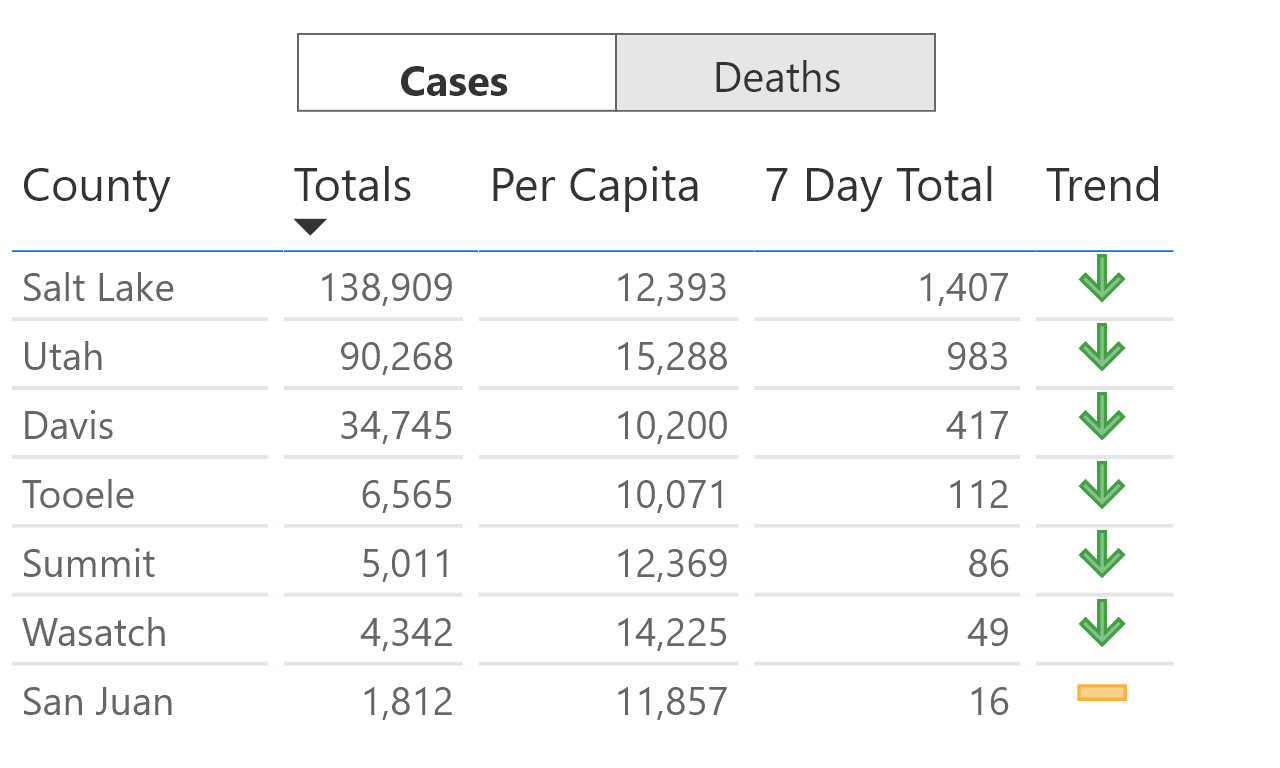 Cases Deaths
County Totals Per Capita 7 Day Total Trend
Salt Lake 138,909 12,393 1,407
Utah 90,268 15,288 983
Davis 34,745 10,200 417
Tooele 6,565 10,071 112
Summit 5,011 12,369 86
Wasatch 4,342 14,225 49
San Juan 1,812 11,857 16